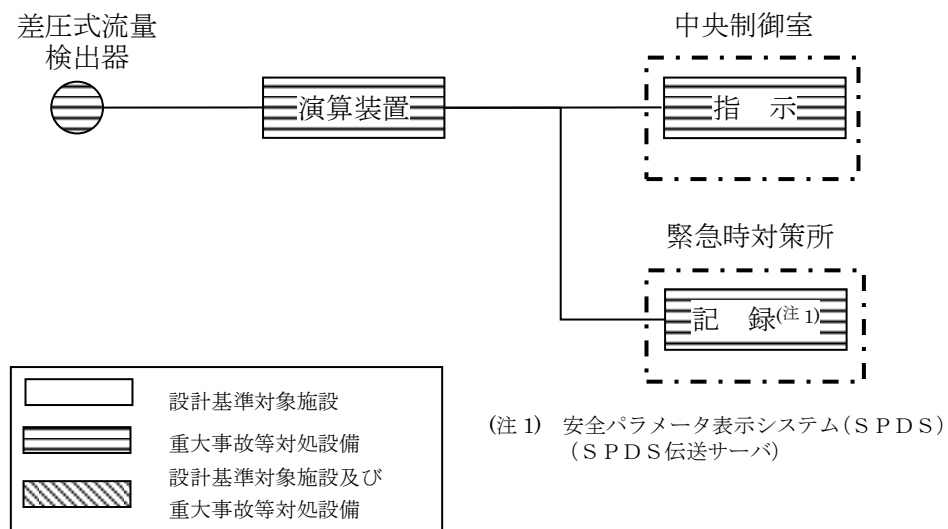 差圧式流量
検出器
演算装置
中央制御室
指　示
緊急時対策所
記　録(注 1)
設計基準対象施設
重大事故等対処設備
設計基準対象施設及び
重大事故等対処設備
(注 1)　安全パラメータ表示システム(ＳＰＤＳ)
（ＳＰＤＳ伝送サーバ）